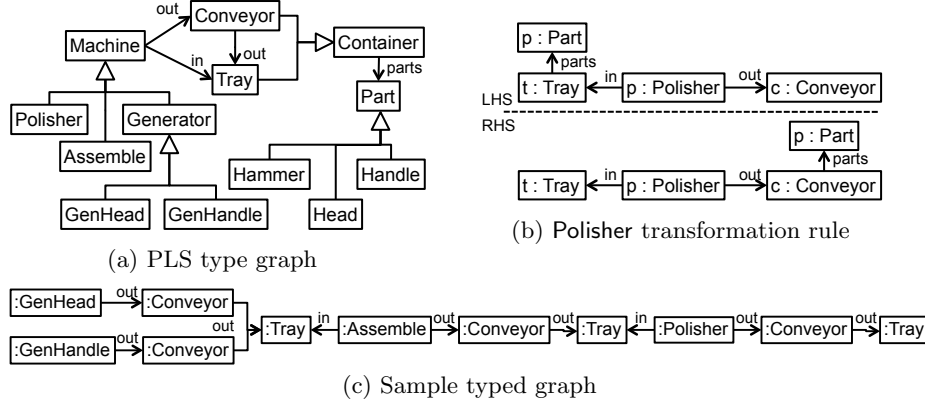 out
Conveyor
Container
Machine
out
in
Tray
parts
Part
Polisher
Generator
Assemble
Hammer
Handle
GenHead
GenHandle
Head
(a) PLS type graph
p : Part
parts
in
out
t : Tray
p : Polisher
c : Conveyor
LHS
RHS
p : Part
parts
in
out
t : Tray
p : Polisher
c : Conveyor
(b) Polisher transformation rule
:GenHead
out
:Conveyor
out
:Tray
in
:Assemble
out
:Conveyor
out
:Tray
in
:Polisher
out
:Conveyor
out
:Tray
:GenHandle
out
:Conveyor
(c) Sample typed graph